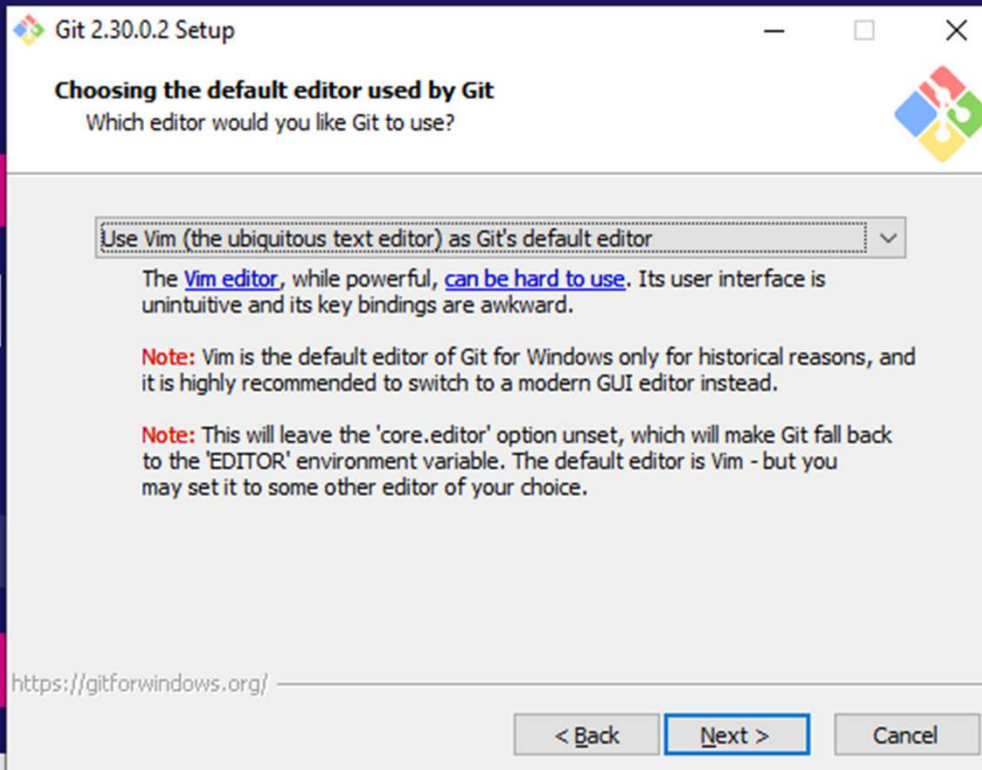 Git 2.30.0.2 Setup
Choosing the default editor used by Git
Which editor would you like Git to use?
Use Vim (the ubiquitous text editor) as Git's default editor
The Vim editor, while powerful, can be hard to use. Its user interface is
unintuitive and its key bindings are awkward.
Note: Vim is the default editor of Git for Windows only for historical reasons, and
it is highly recommended to switch to a modern GUI editor instead.
Note: This will leave the 'core.editor' option unset, which will make Git fall back
to the 'EDITOR' environment variable. The default editor is Vim - but you
may set it to some other editor of your choice.
https://gitforwindows.org/
< Back
Next >
Cancel